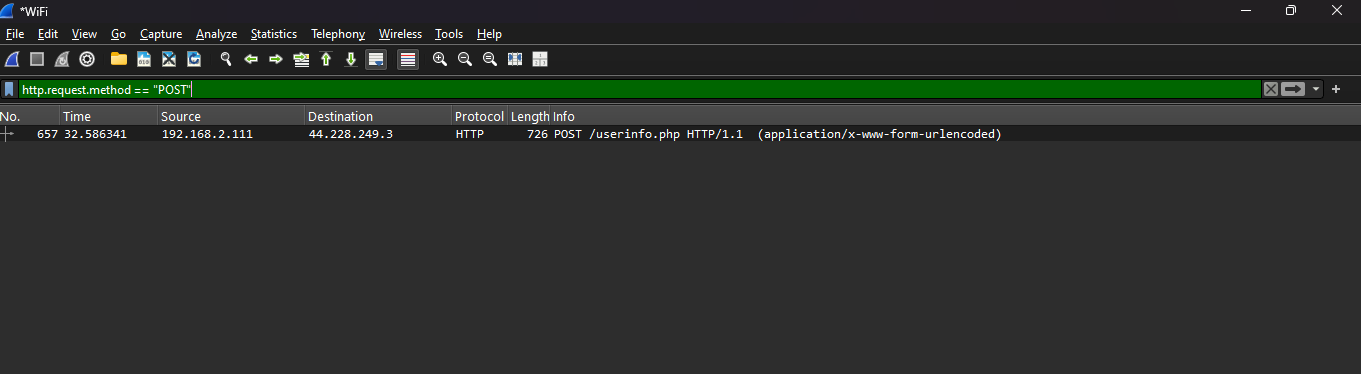 *WiFi
File Edit View Go Capture Analyze Statistics Telephony Wireless Tools Help
http.request.method == "POST"
No. Time Source Destination Protocol Length Info
657 32.586341 192.168.2.111 44.228.249.3 HTTP 726 POST /userinfo.php HTTP/1.1 (application/x-www-form-urlencoded)